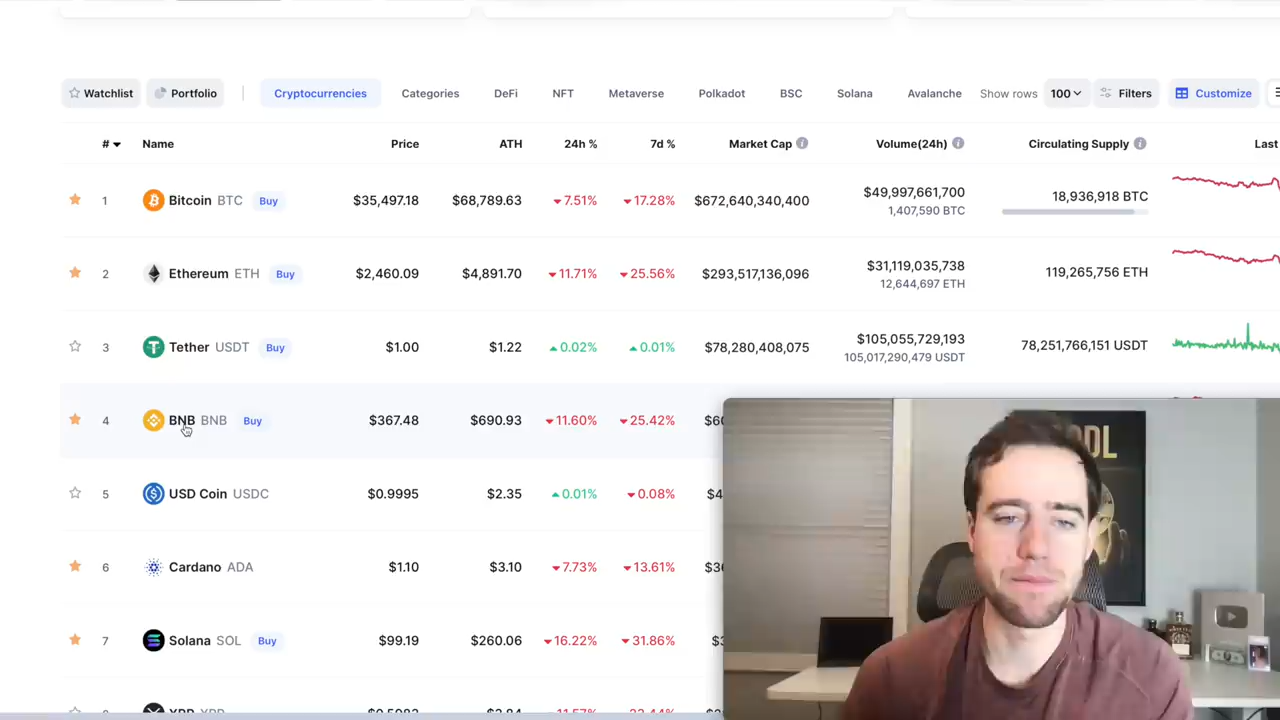 Watchlist Portfolio Cryptocurrencies Categories DeFi NFT Metaverse Polkadot BSC Solana Avalanche Show rows 100 Filters Customize
# Name Price ATH 24h % 7d % Market Cap Volume(24h) Circulating Supply Last
1 Bitcoin BTC Buy $35,497.18 $68,789.63 7.51% 17.28% $672,640,340,400 $49,997,661,700 18,936,918 BTC
1,407,590 BTC
2 Ethereum ETH Buy $2,460.09 $4,891.70 11.71% 25.56% $293,517,136,096 $31,119,035,738 119,265,756 ETH
12,644,697 ETH
3 Tether USDT Buy $1.00 $1.22 0.02% 0.01% $78,280,408,075 $105,055,729,193 78,251,766,151 USDT
105,017,290,479 USDT
4 BNB BNB Buy $367.48 $690.93 11.60% 25.42%
5 USD Coin USDC $0.9995 $2.35 0.01% 0.08%
6 Cardano ADA $1.10 $3.10 7.73% 13.61%
7 Solana SOL Buy $99.19 $260.06 16.22% 31.86%